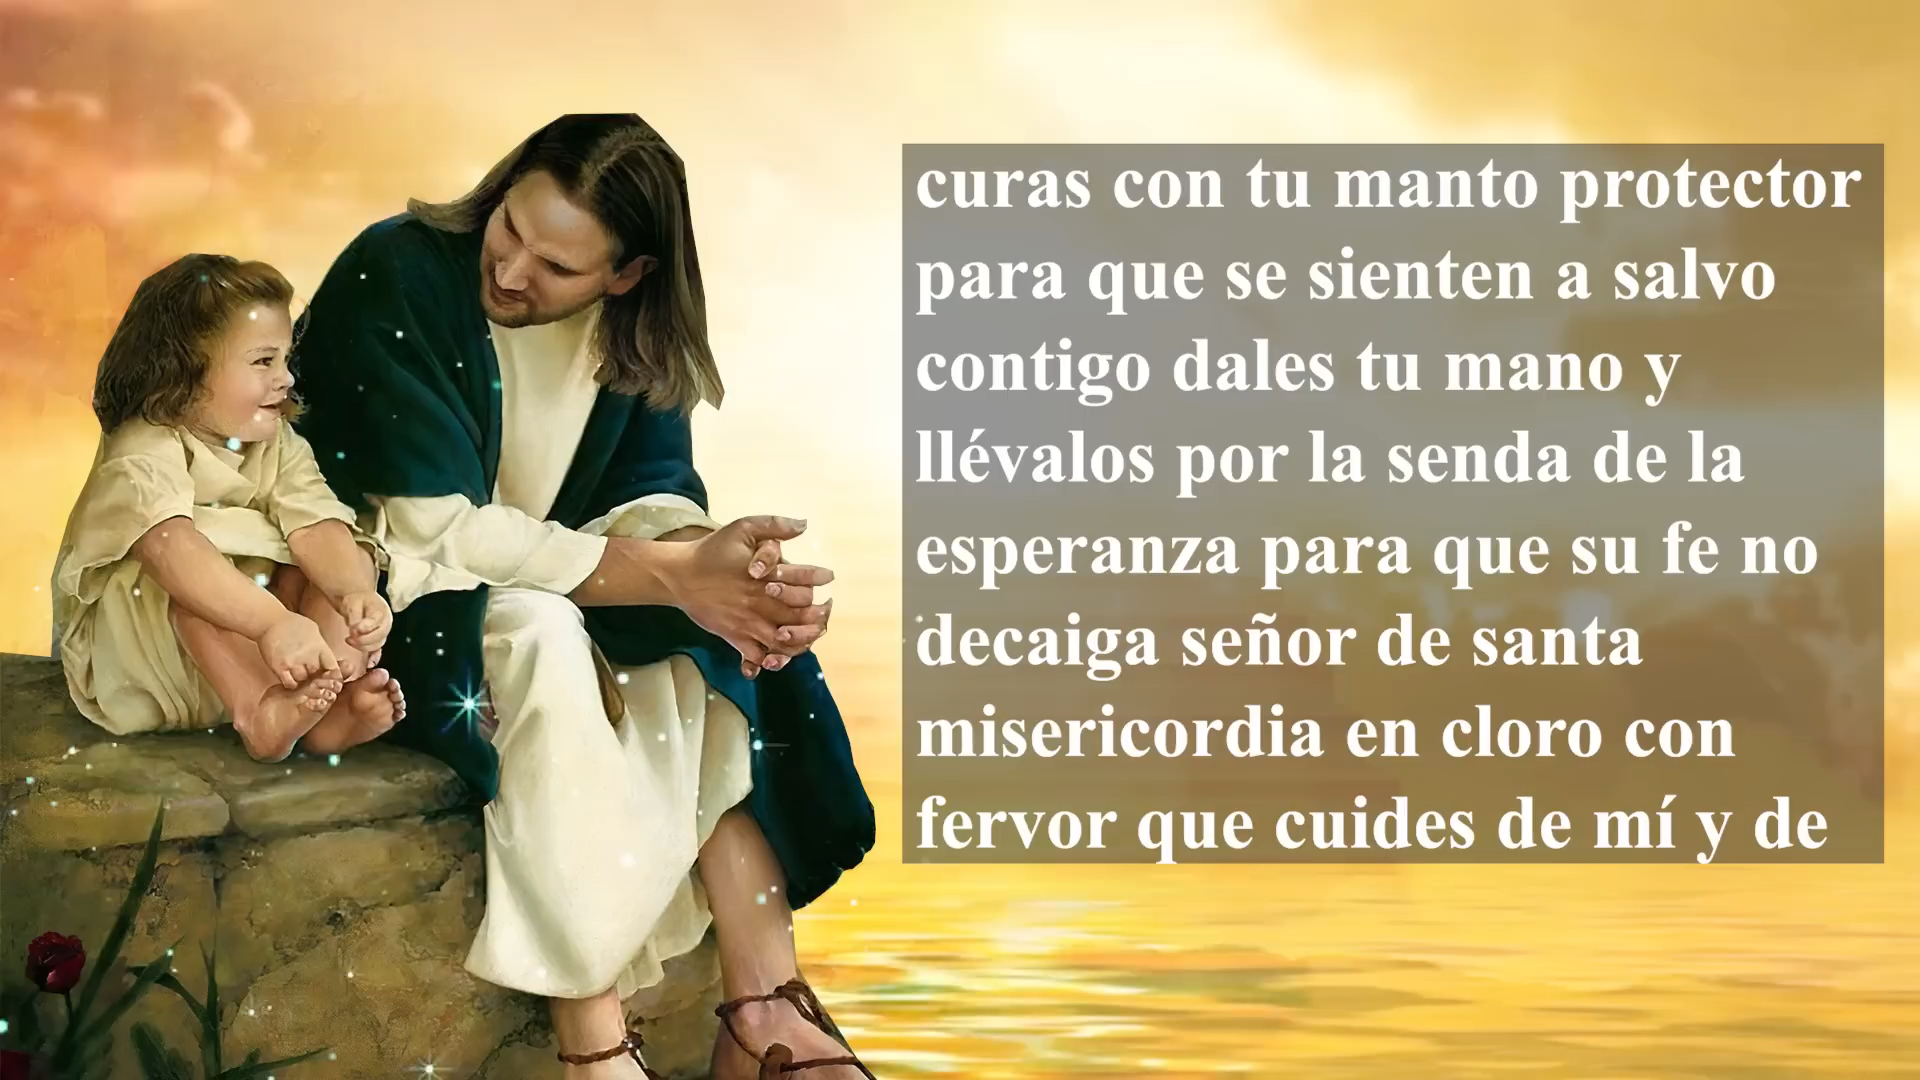 curas con tu manto protector
para que se sienten a salvo
contigo dales tu mano y
llévalos por la senda de la
esperanza para que su fe no
decaiga señor de santa
misericordia en cloro con
fervor que cuides de mí y de